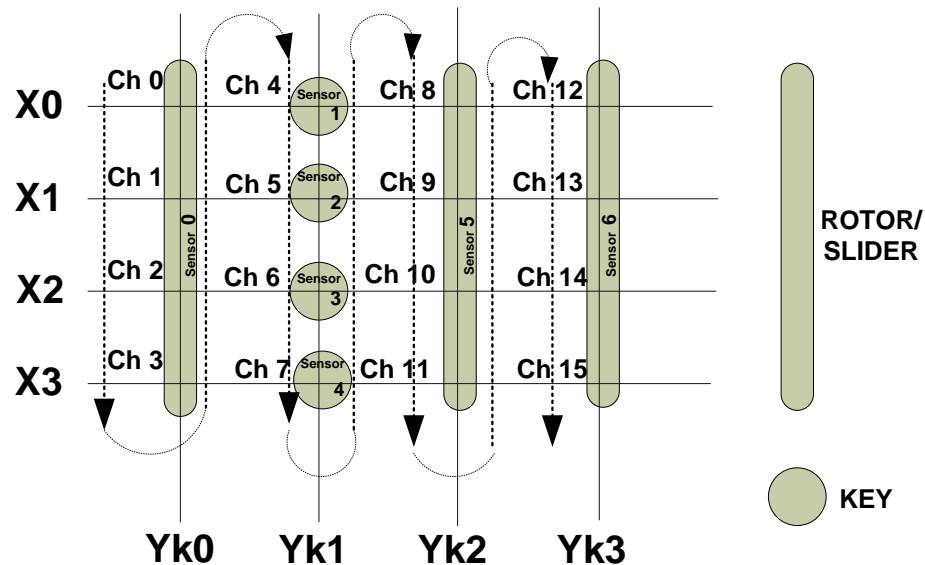 Ch 0
Ch 4
Sensor
1
Ch 8
Ch 12
X0
Ch 1
Ch 5
Sensor
2
Ch 9
Ch 13
X1
Sensor 0
Sensor 5
Sensor 6
ROTOR/
SLIDER
Ch 2
Ch 6
Sensor
3
Ch 10
Ch 14
X2
Ch 3
Ch 7
Sensor
4
Ch 11
Ch 15
X3
KEY
Yk0
Yk1
Yk2
Yk3